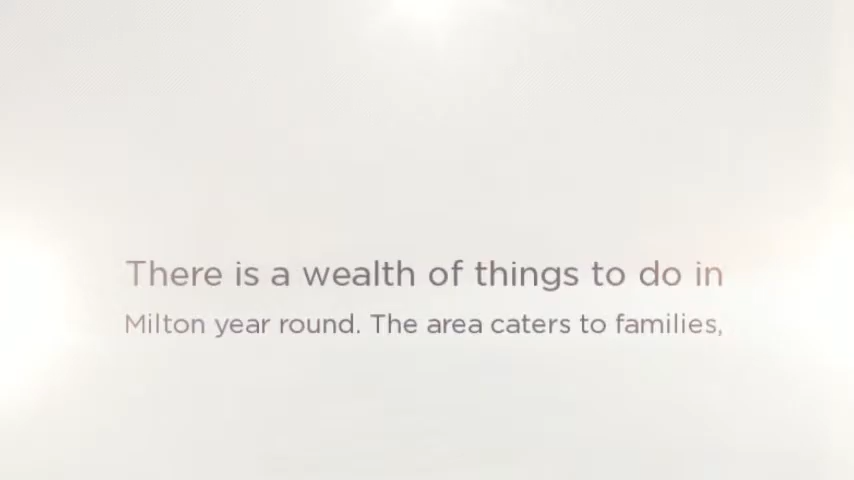 There is a wealth of things to do in
Milton year round. The area caters to families,